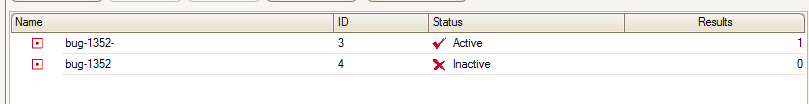 Name ID Status Results
bug-1352- 3 Active 1
bug-1352 4 Inactive 0